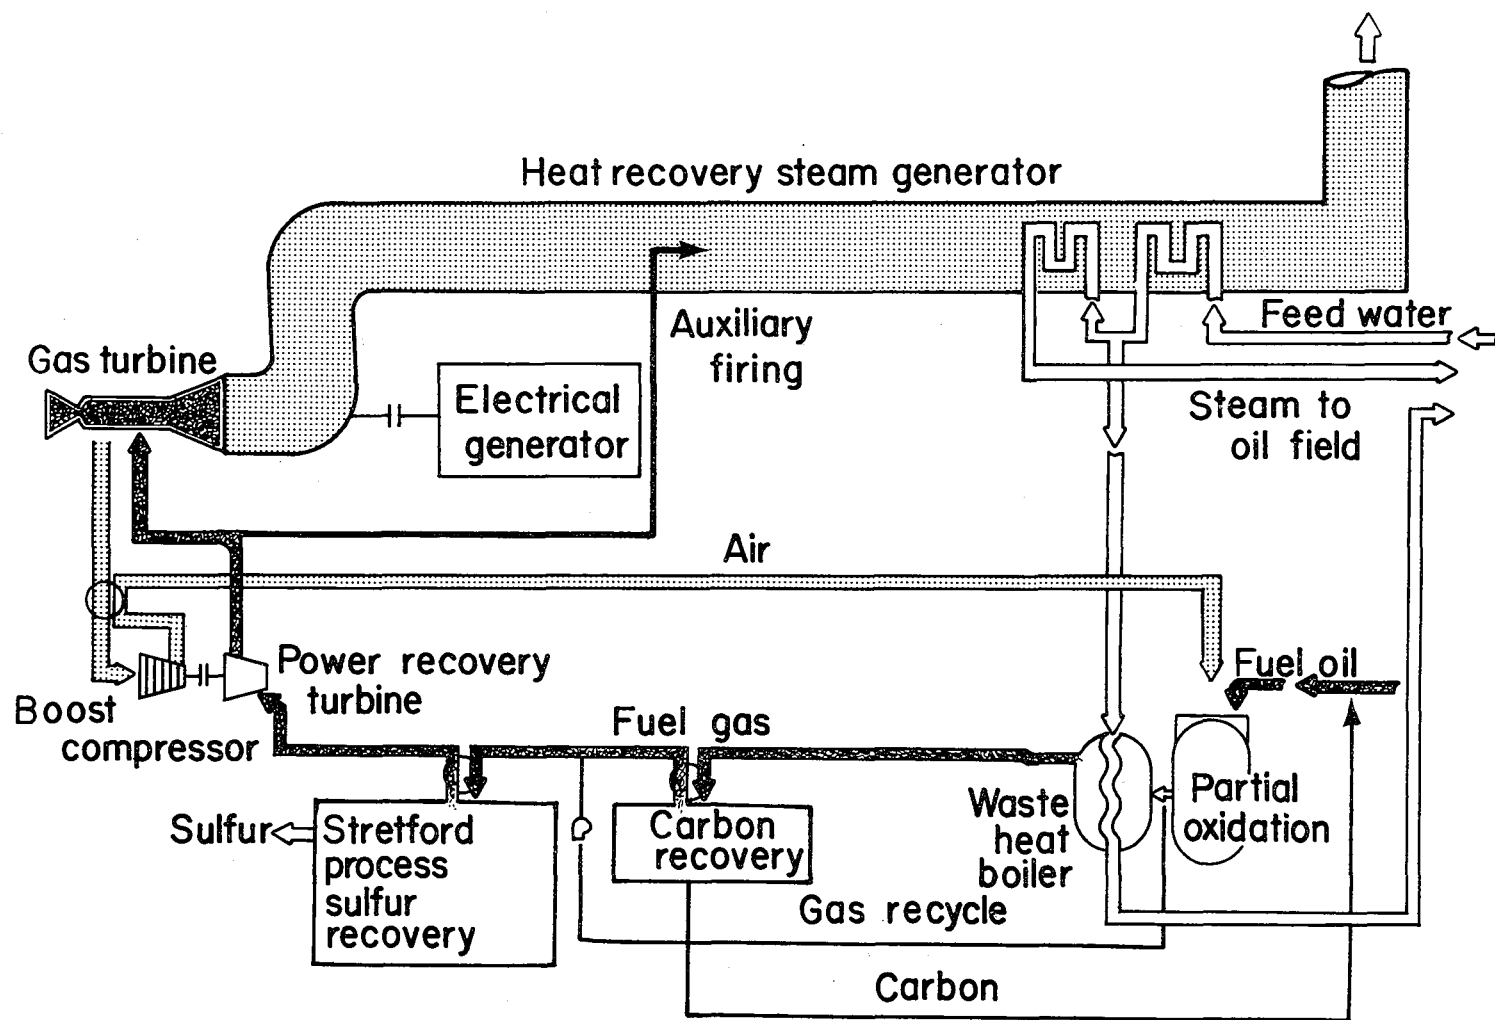 Heat recovery steam generator
Auxiliary
firing
Feed water
Gas turbine
Electrical
generator
Steam to
oil field
Air
Power recovery
turbine
Fuel oil
Boost
compressor
Fuel gas
Sulfur
Stretford
process
sulfur
recovery
Carbon
recovery
Waste
heat
boiler
Partial
oxidation
Gas recycle
Carbon